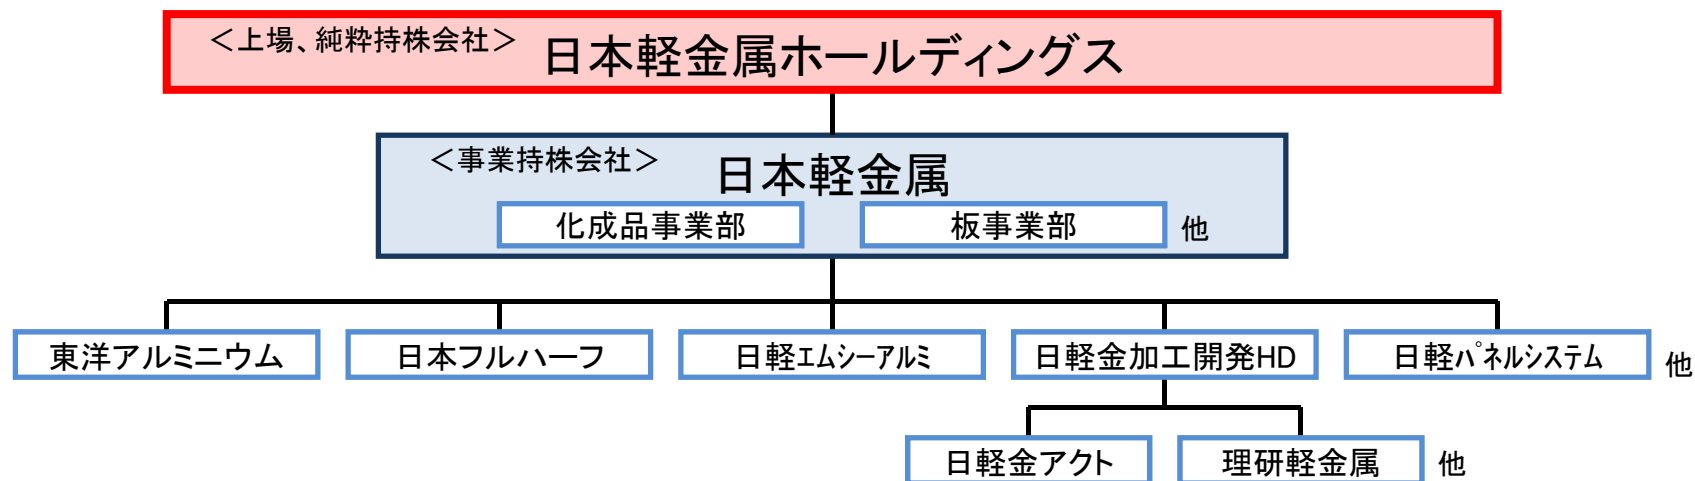 ＜上場、純粋持株会社＞ 日本軽金属ホールディングス
＜事業持株会社＞ 日本軽金属
化成品事業部 板事業部 他
東洋アルミニウム 日本フルハーフ 日軽ｴﾑｼｰｱﾙﾐ 日軽金加工開発HD 日軽ﾊﾟﾈﾙｼｽﾃﾑ 他
日軽金アクト 理研軽金属 他